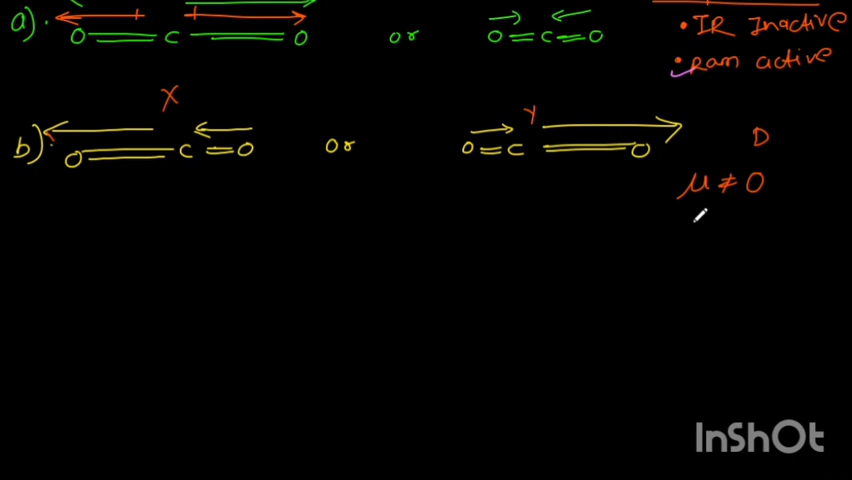 a). O = C = O or O = C = O
• IR Inactive
• Ram active
X
Y
b). O = C = O or O = C = O
D
μ ≠ 0
InShOt